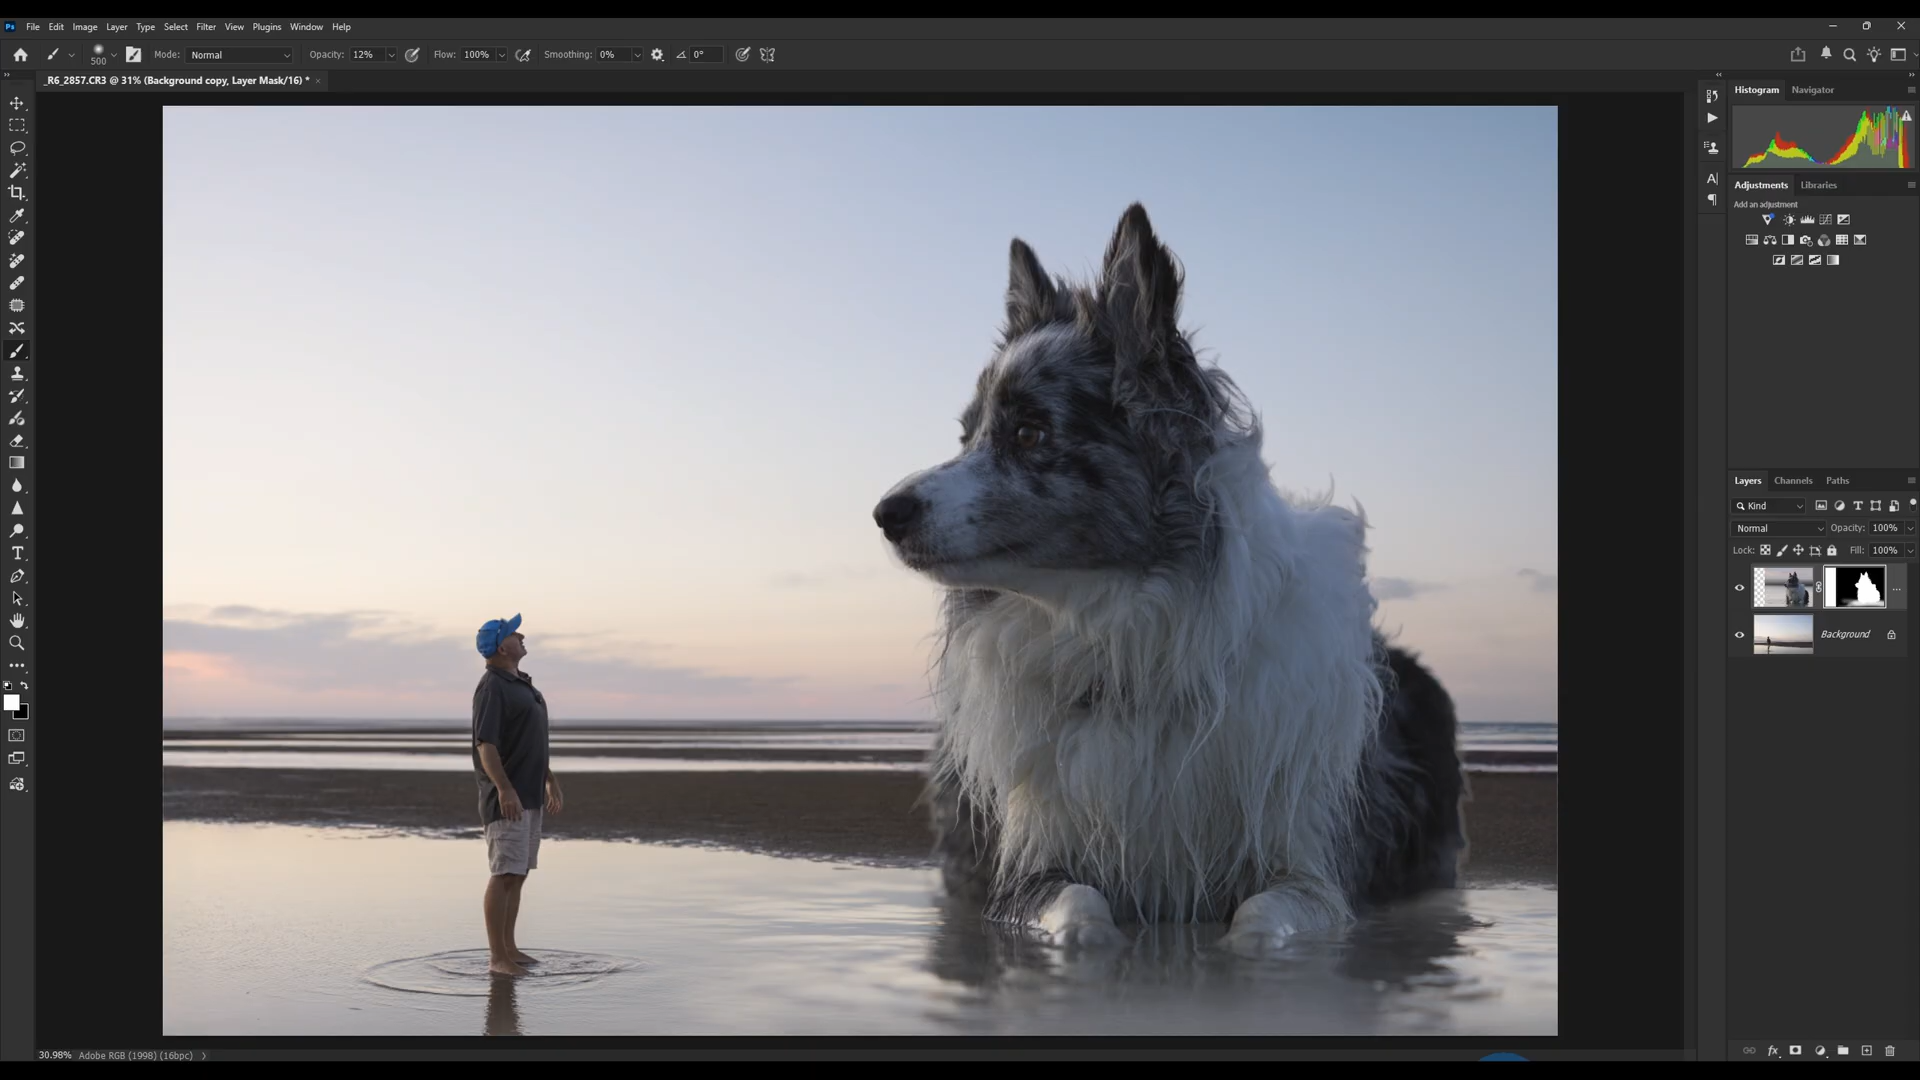 Ps File Edit Image Layer Type Select Filter View Plugins Window Help
500 Mode: Normal Opacity: 12% Flow: 100% Smoothing: 0% 0°
_R6_2857.CR3 @ 31% (Background copy, Layer Mask/16) *
Histogram Navigator
Adjustments Libraries
Add an adjustment
Layers Channels Paths
Kind
Normal Opacity: 100%
Lock: Fill: 100%
...
Background
fx
30.98% Adobe RGB (1998) (16bpc)